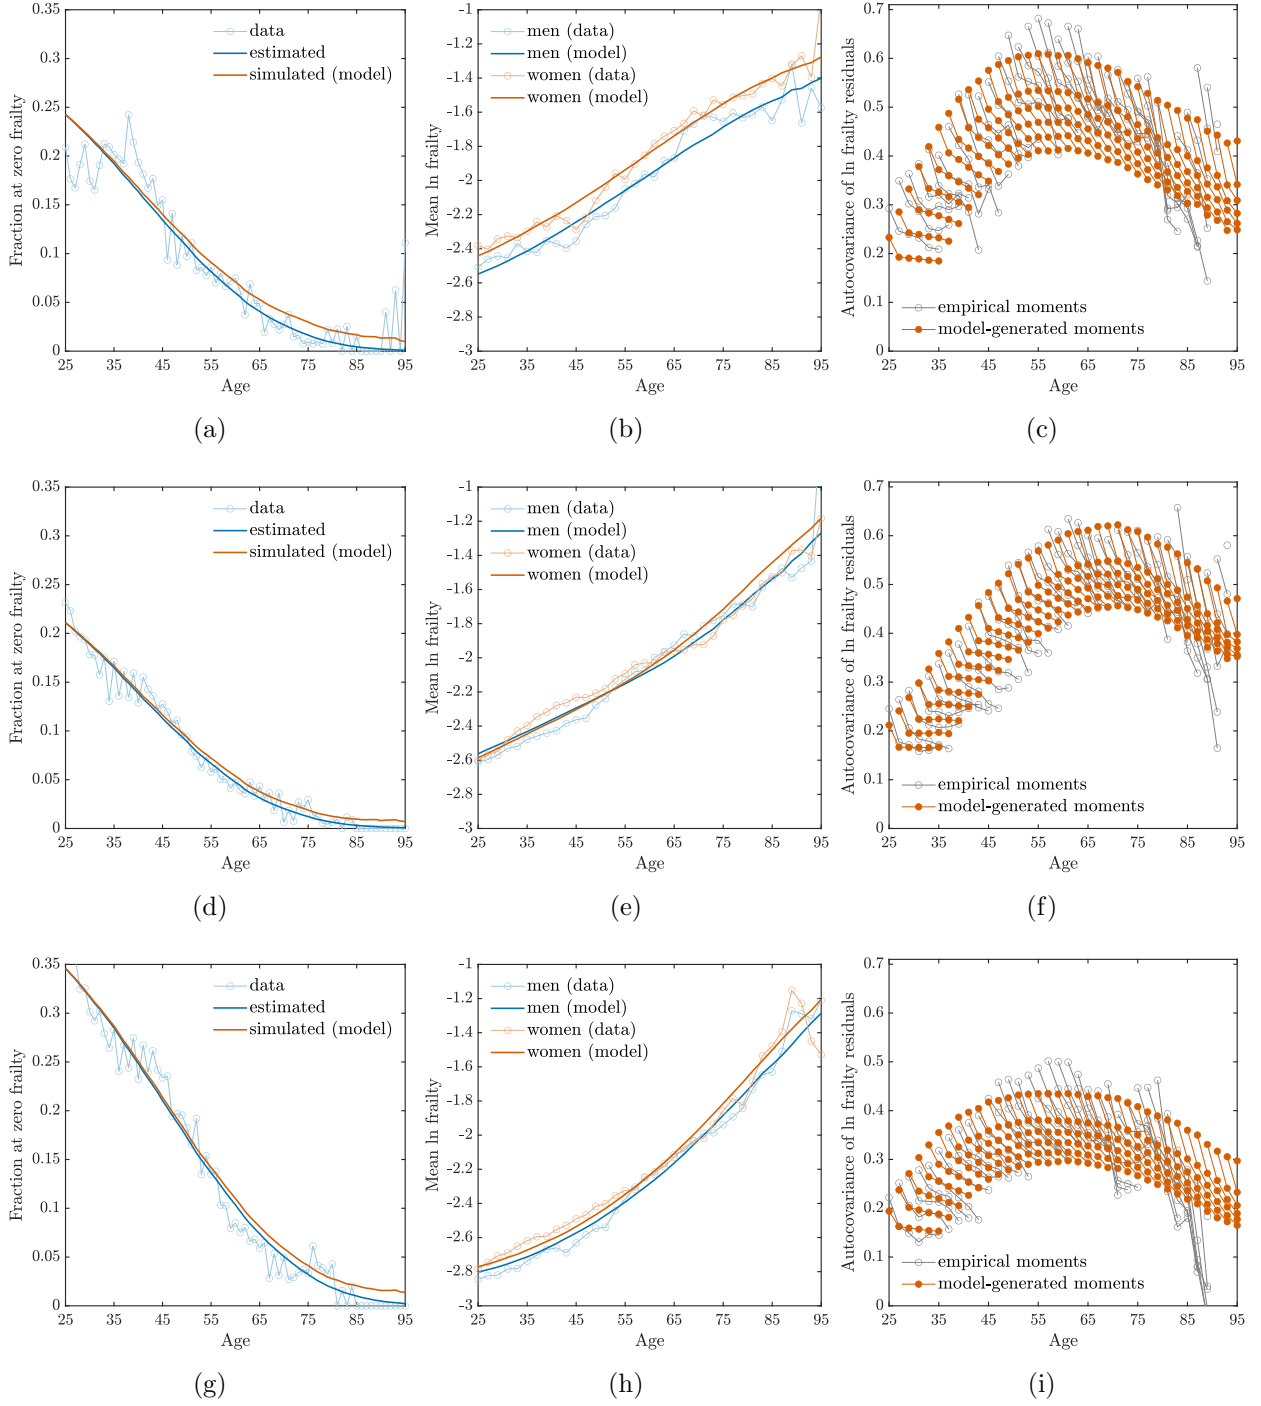 0.35
0.3
0.25
0.2
0.15
0.1
0.05
0
25 35 45 55 65 75 85 95
Age
Fraction at zero frailty
data
estimated
simulated (model)
(a)
-1
-1.2
-1.4
-1.6
-1.8
-2
-2.2
-2.4
-2.6
-2.8
-3
25 35 45 55 65 75 85 95
Age
Mean ln frailty
men (data)
men (model)
women (data)
women (model)
(b)
0.7
0.6
0.5
0.4
0.3
0.2
0.1
0
25 35 45 55 65 75 85 95
Age
Autocovariance of ln frailty residuals
empirical moments
model-generated moments
(c)
0.35
0.3
0.25
0.2
0.15
0.1
0.05
0
25 35 45 55 65 75 85 95
Age
Fraction at zero frailty
data
estimated
simulated (model)
(d)
-1
-1.2
-1.4
-1.6
-1.8
-2
-2.2
-2.4
-2.6
-2.8
-3
25 35 45 55 65 75 85 95
Age
Mean ln frailty
men (data)
men (model)
women (data)
women (model)
(e)
0.7
0.6
0.5
0.4
0.3
0.2
0.1
0
25 35 45 55 65 75 85 95
Age
Autocovariance of ln frailty residuals
empirical moments
model-generated moments
(f)
0.35
0.3
0.25
0.2
0.15
0.1
0.05
0
25 35 45 55 65 75 85 95
Age
Fraction at zero frailty
data
estimated
simulated (model)
(g)
-1
-1.2
-1.4
-1.6
-1.8
-2
-2.2
-2.4
-2.6
-2.8
-3
25 35 45 55 65 75 85 95
Age
Mean ln frailty
men (data)
men (model)
women (data)
women (model)
(h)
0.7
0.6
0.5
0.4
0.3
0.2
0.1
0
25 35 45 55 65 75 85 95
Age
Autocovariance of ln frailty residuals
empirical moments
model-generated moments
(i)